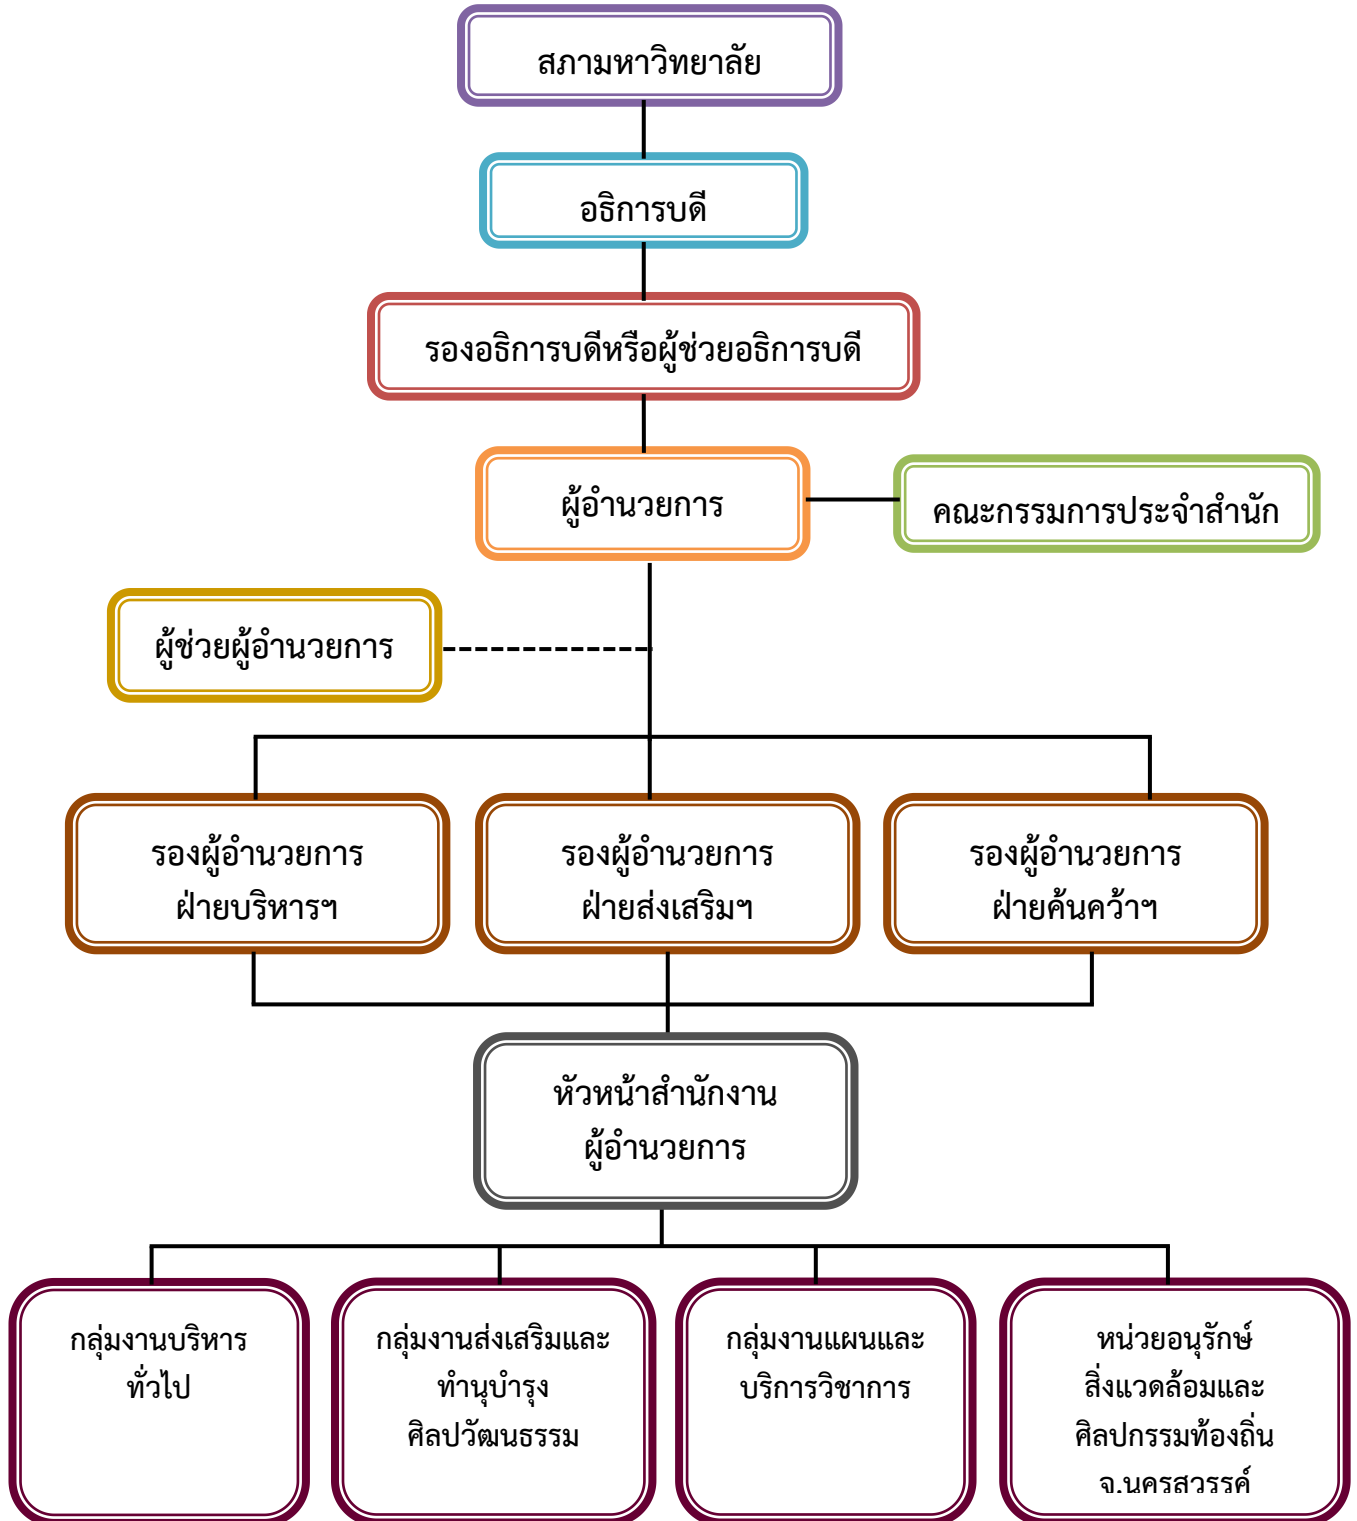 สภามหาวิทยาลัย
อธิการบดี
รองอธิการบดีหรือผู้ช่วยอธิการบดี
ผู้อำนวยการ
คณะกรรมการประจำสำนัก
ผู้ช่วยผู้อำนวยการ
รองผู้อำนวยการ
ฝ่ายบริหารฯ
รองผู้อำนวยการ
ฝ่ายส่งเสริมฯ
รองผู้อำนวยการ
ฝ่ายค้นคว้าฯ
หัวหน้าสำนักงาน
ผู้อำนวยการ
กลุ่มงานบริหาร
ทั่วไป
กลุ่มงานส่งเสริมและ
ทำนุบำรุง
ศิลปวัฒนธรรม
กลุ่มงานแผนและ
บริการวิชาการ
หน่วยอนุรักษ์
สิ่งแวดล้อมและ
ศิลปกรรมท้องถิ่น
จ.นครสวรรค์